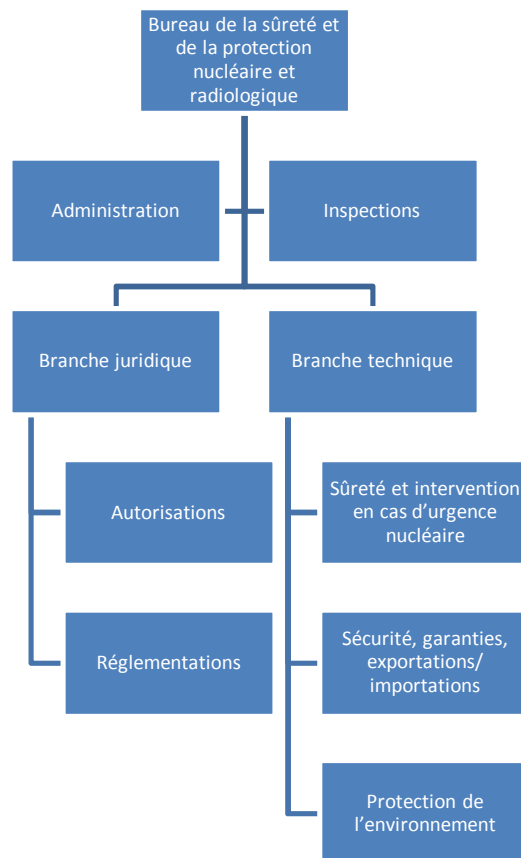 Bureau de la sûreté et
de la protection
nucléaire et
radiologique
Administration
Inspections
Branche juridique
Branche technique
Autorisations
Sûreté et intervention
en cas d’urgence
nucléaire
Réglementations
Sécurité, garanties,
exportations/
importations
Protection de
l’environnement